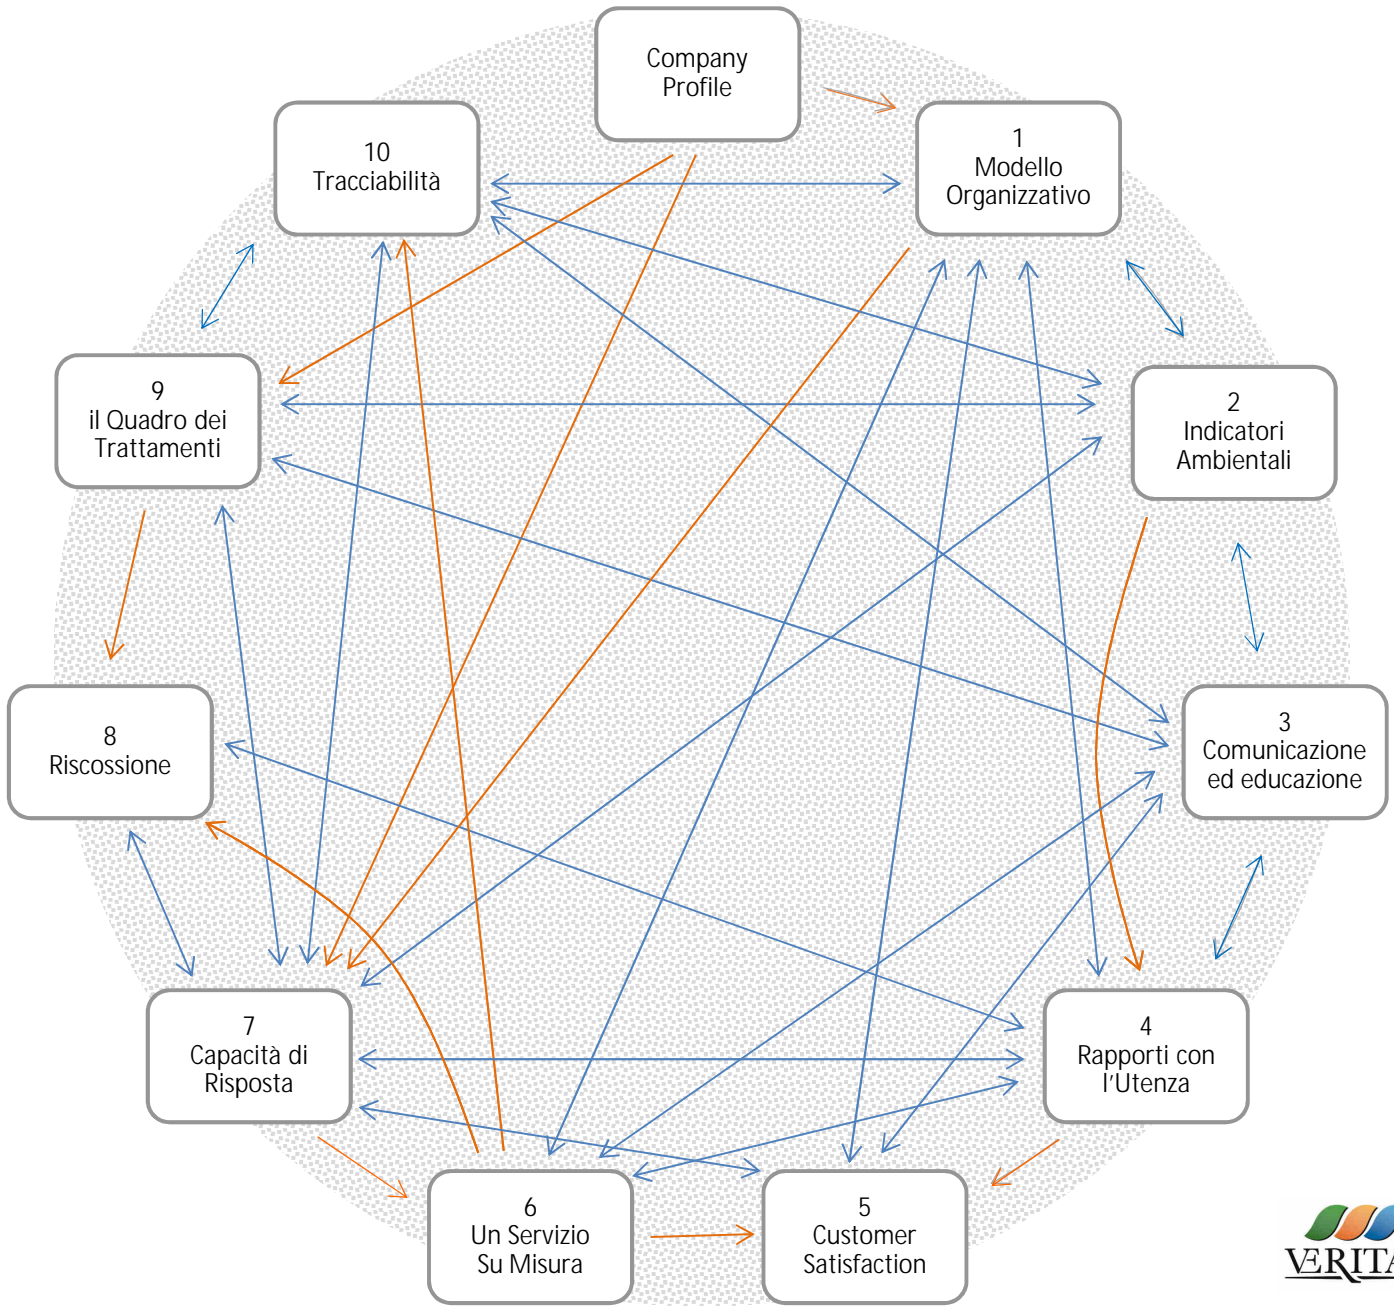 Company
Profile
1
Modello
Organizzativo
2
Indicatori
Ambientali
3
Comunicazione
ed educazione
4
Rapporti con
l'Utenza
5
Customer
Satisfaction
6
Un Servizio
Su Misura
7
Capacità di
Risposta
8
Riscossione
9
il Quadro dei
Trattamenti
10
Tracciabilità